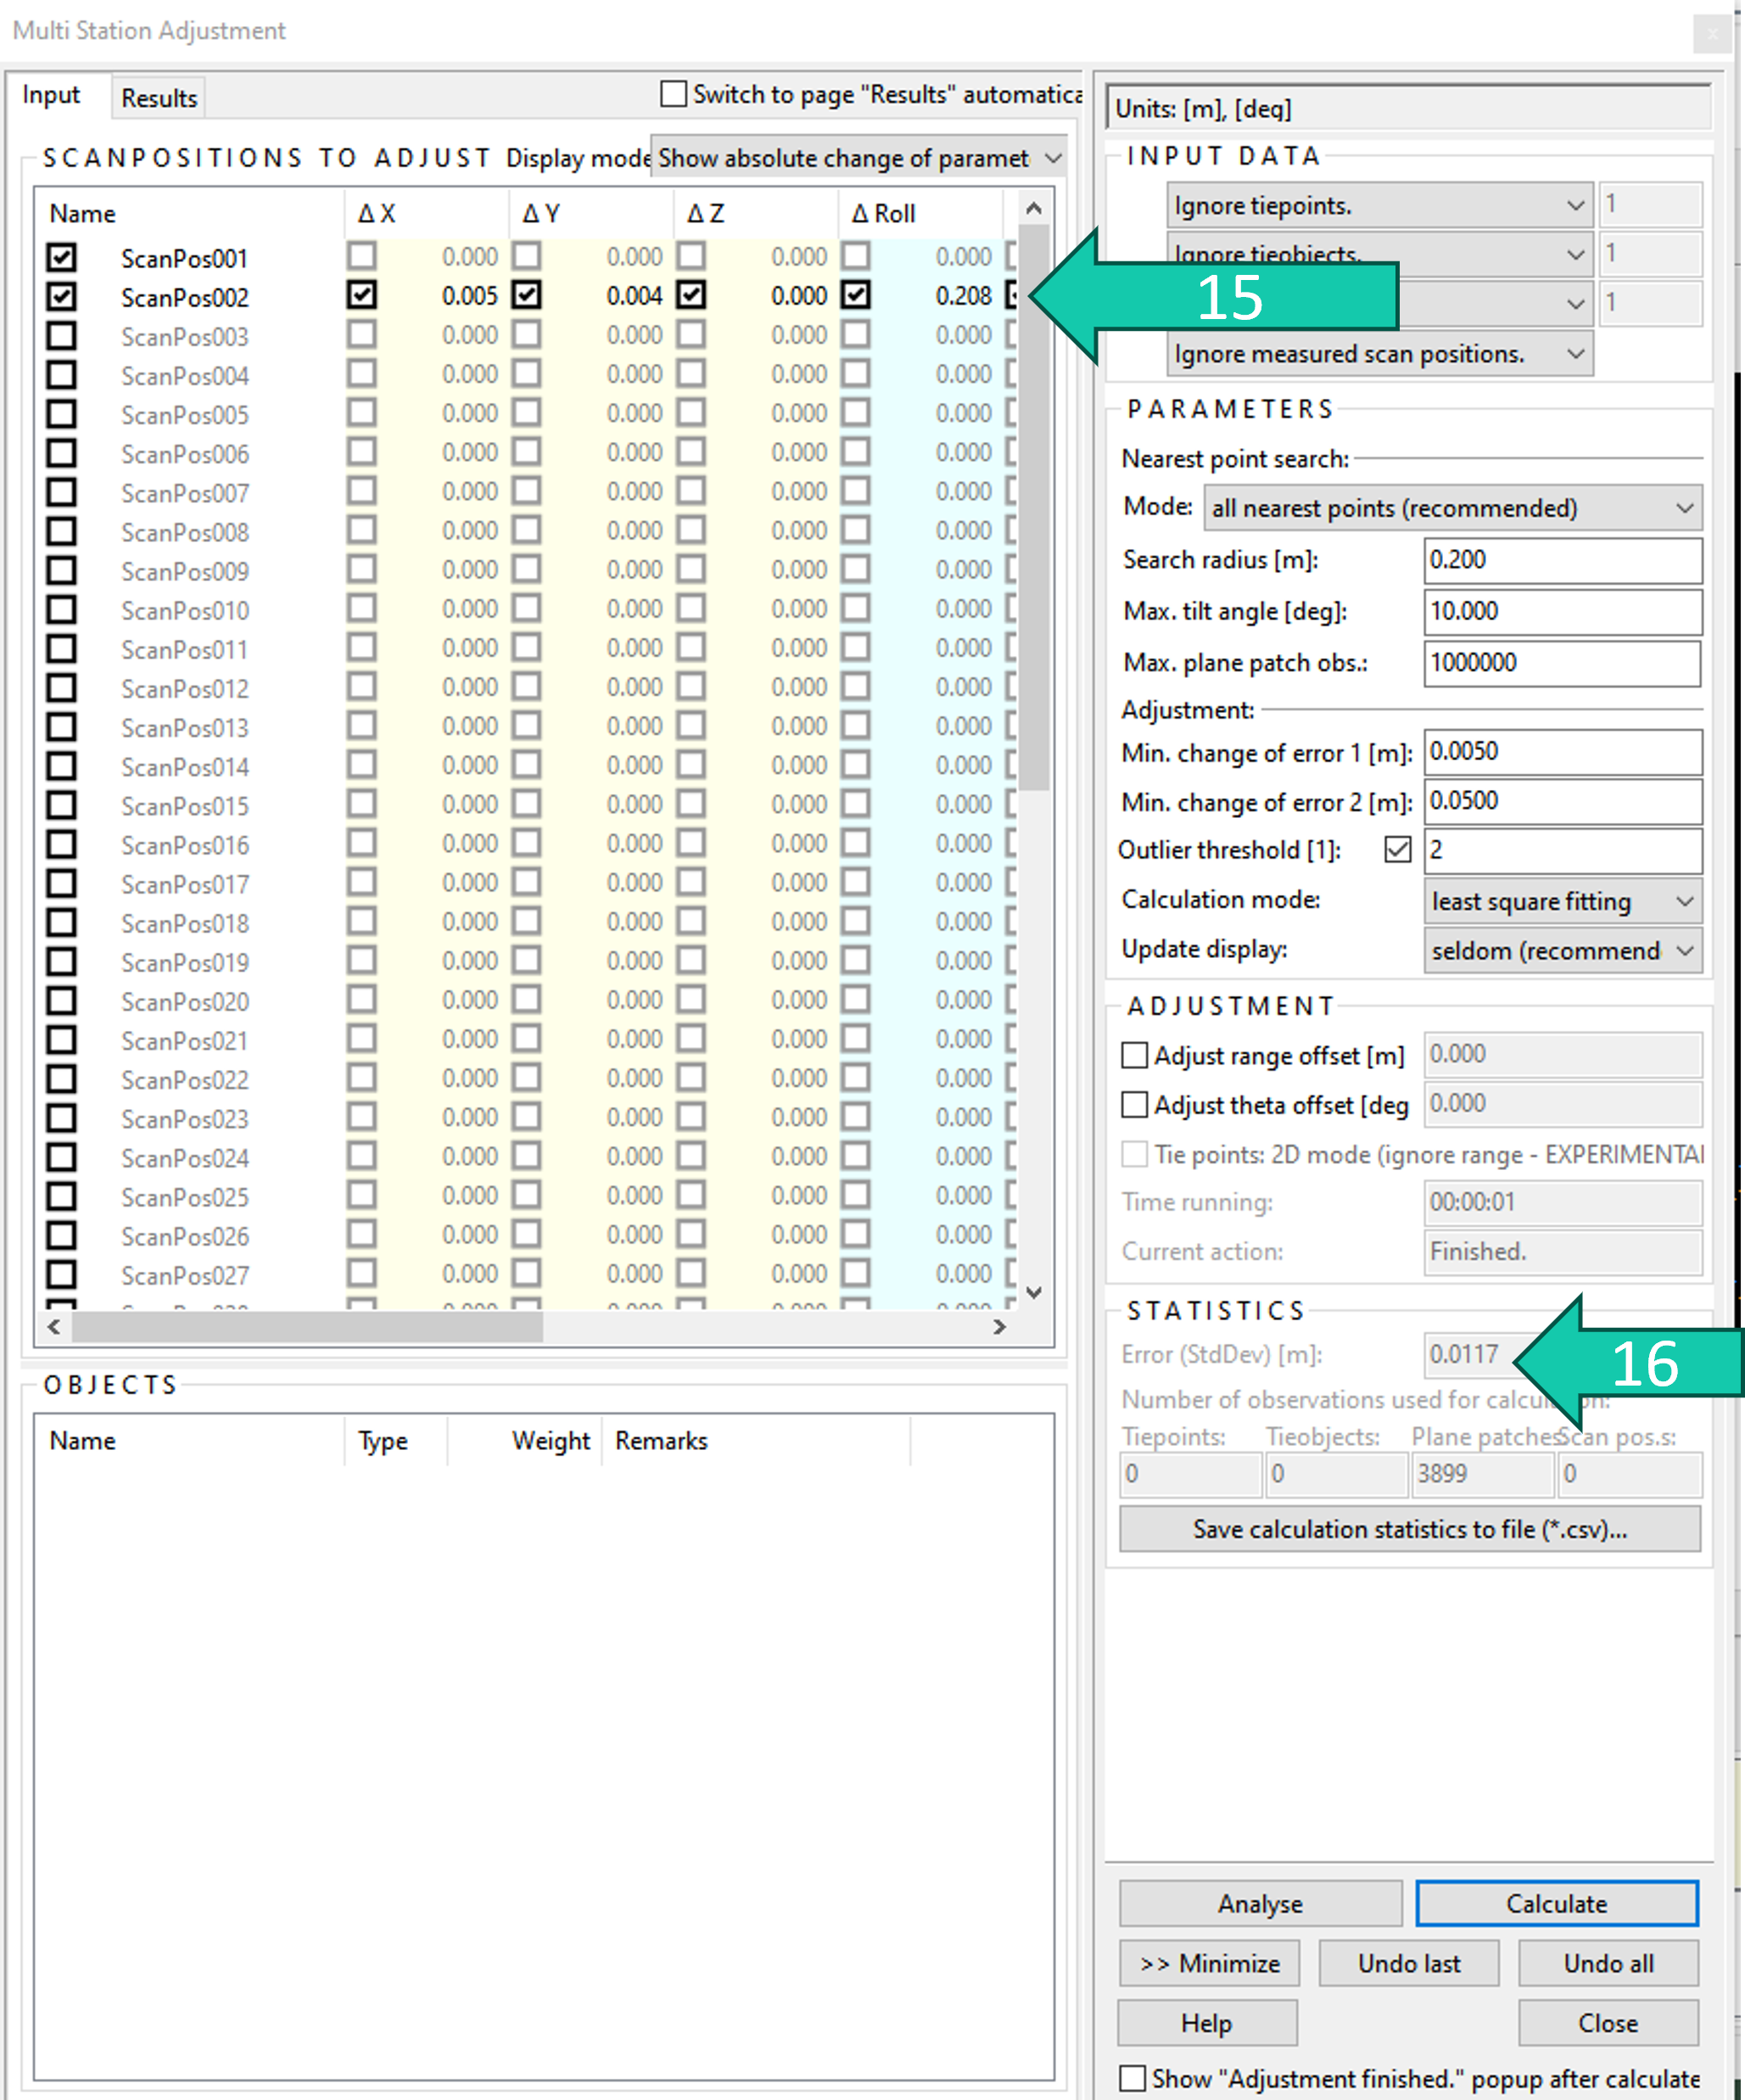 Multi Station Adjustment
x
Input
Results
Switch to page "Results" automatica
SCANPOSITIONS TO ADJUST Display mode Show absolute change of paramet
Name Δ X Δ Y Δ Z Δ Roll
ScanPos001 0.000 0.000 0.000 0.000
ScanPos002 0.005 0.004 0.000 0.208
ScanPos003 0.000 0.000 0.000 0.000
ScanPos004 0.000 0.000 0.000 0.000
ScanPos005 0.000 0.000 0.000 0.000
ScanPos006 0.000 0.000 0.000 0.000
ScanPos007 0.000 0.000 0.000 0.000
ScanPos008 0.000 0.000 0.000 0.000
ScanPos009 0.000 0.000 0.000 0.000
ScanPos010 0.000 0.000 0.000 0.000
ScanPos011 0.000 0.000 0.000 0.000
ScanPos012 0.000 0.000 0.000 0.000
ScanPos013 0.000 0.000 0.000 0.000
ScanPos014 0.000 0.000 0.000 0.000
ScanPos015 0.000 0.000 0.000 0.000
ScanPos016 0.000 0.000 0.000 0.000
ScanPos017 0.000 0.000 0.000 0.000
ScanPos018 0.000 0.000 0.000 0.000
ScanPos019 0.000 0.000 0.000 0.000
ScanPos020 0.000 0.000 0.000 0.000
ScanPos021 0.000 0.000 0.000 0.000
ScanPos022 0.000 0.000 0.000 0.000
ScanPos023 0.000 0.000 0.000 0.000
ScanPos024 0.000 0.000 0.000 0.000
ScanPos025 0.000 0.000 0.000 0.000
ScanPos026 0.000 0.000 0.000 0.000
ScanPos027 0.000 0.000 0.000 0.000
OBJECTS
Name Type Weight Remarks
Units: [m], [deg]
INPUT DATA
Ignore tiepoints. 1
Ignore tieobjects. 1
15
1
Ignore measured scan positions.
PARAMETERS
Nearest point search:
Mode: all nearest points (recommended)
Search radius [m]: 0.200
Max. tilt angle [deg]: 10.000
Max. plane patch obs.: 1000000
Adjustment:
Min. change of error 1 [m]: 0.0050
Min. change of error 2 [m]: 0.0500
Outlier threshold [1]: 2
Calculation mode: least square fitting
Update display: seldom (recommend
ADJUSTMENT
Adjust range offset [m] 0.000
Adjust theta offset [deg 0.000
Tie points: 2D mode (ignore range - EXPERIMENTAL
Time running: 00:00:01
Current action: Finished.
STATISTICS
Error (StdDev) [m]: 0.0117
16
Number of observations used for
Tiepoints: Tieobjects: Plane patches Scan pos.s:
0 0 3899 0
Save calculation statistics to file (*.csv)...
Analyse Calculate
>> Minimize Undo last Undo all
Help Close
Show "Adjustment finished." popup after calculate